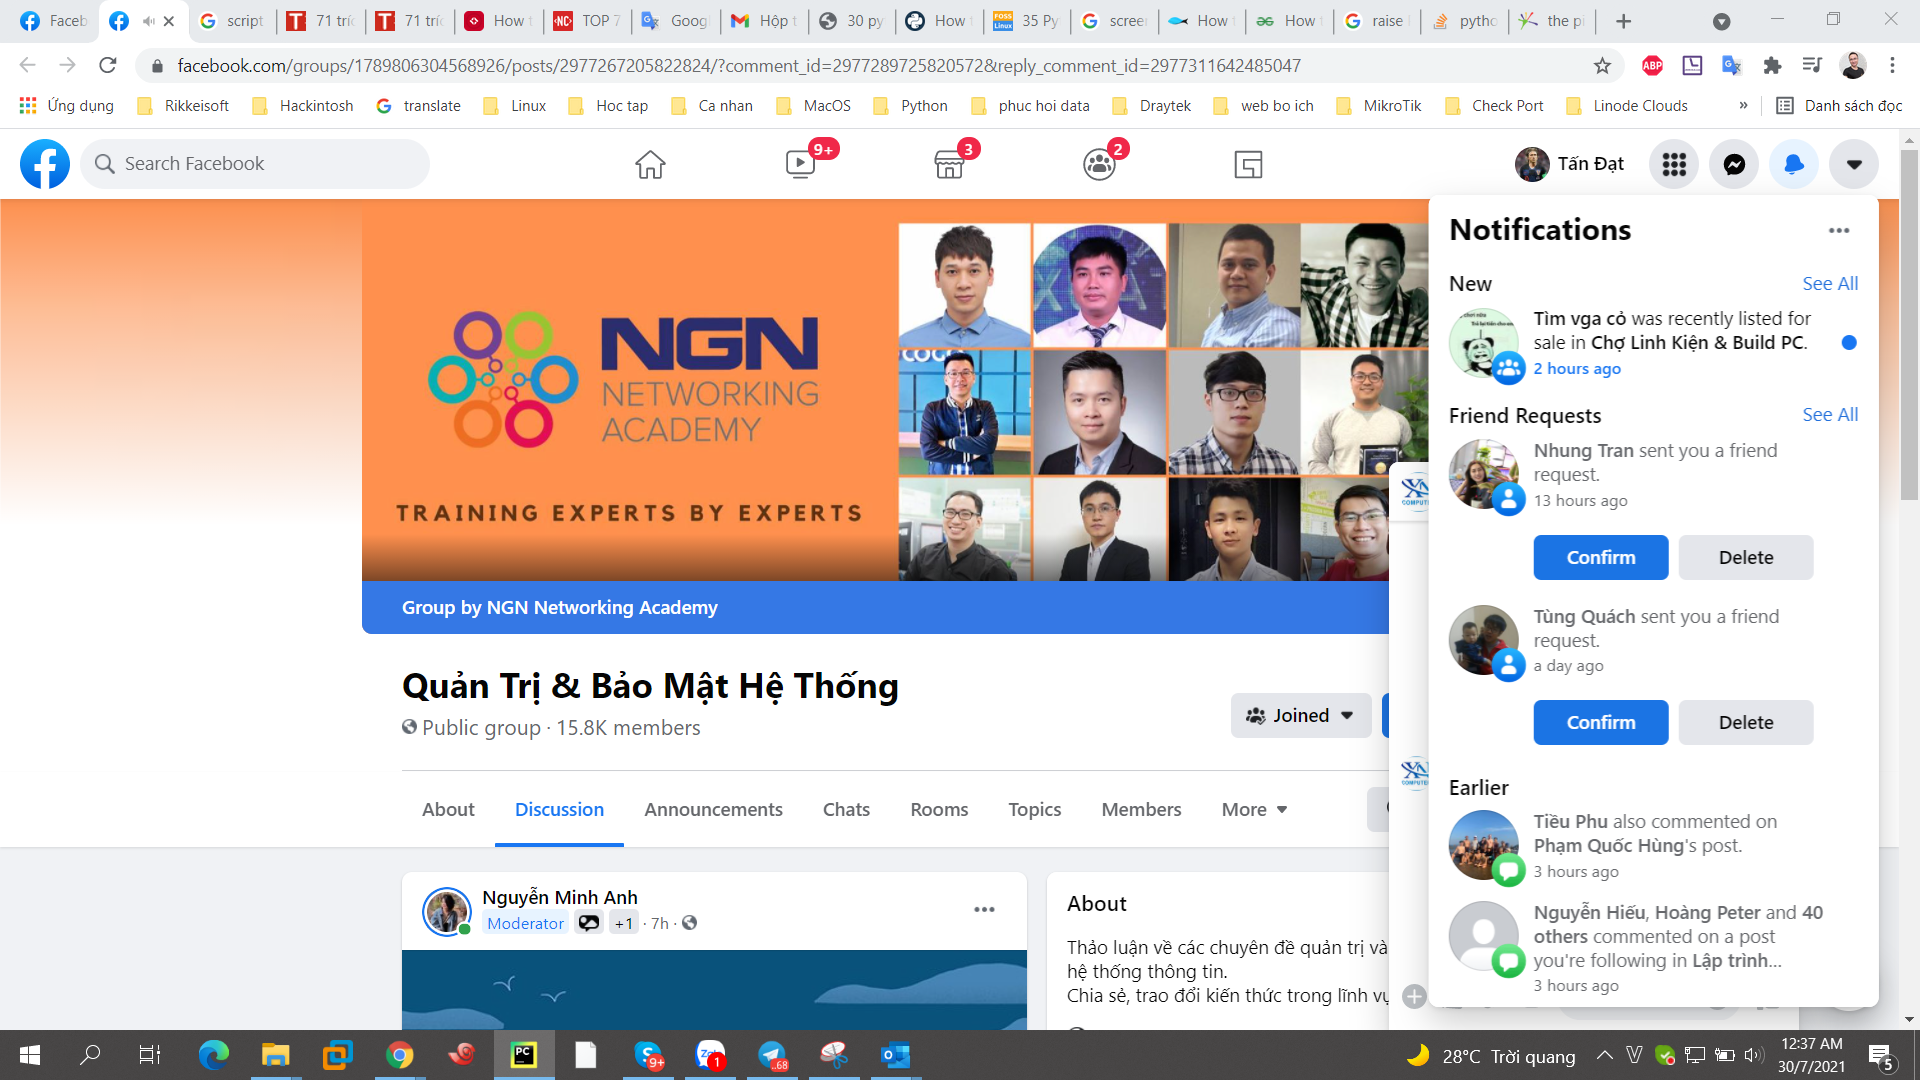 Faceb
script
71 tríc
71 tríc
How t
TOP 7
Goog
Hộp t
30 py
How t
35 Py
scree
How t
How t
raise
pytho
the pi
facebook.com/groups/1789806304568926/posts/2977267205822824/?comment_id=2977289725820572&reply_comment_id=2977311642485047
ABP
Ứng dụng
Rikkeisoft
Hackintosh
translate
Linux
Hoc tap
Ca nhan
MacOS
Python
phuc hoi data
Draytek
web bo ich
MikroTik
Check Port
Linode Clouds
»
Danh sách đọc
Search Facebook
9+
3
2
Tấn Đạt
NGN
NETWORKING
ACADEMY
TRAINING EXPERTS BY EXPERTS
Group by NGN Networking Academy
Quản Trị & Bảo Mật Hệ Thống
Public group · 15.8K members
Joined
About
Discussion
Announcements
Chats
Rooms
Topics
Members
More
Nguyễn Minh Anh
Moderator
+1 · 7h ·
About
Thảo luận về các chuyên đề quản trị và
hệ thống thông tin.
Chia sẻ, trao đổi kiến thức trong lĩnh vự
Notifications
New
See All
Tìm vga cỏ was recently listed for
sale in Chợ Linh Kiện & Build PC.
2 hours ago
Friend Requests
See All
Nhung Tran sent you a friend
request.
13 hours ago
Confirm
Delete
Tùng Quách sent you a friend
request.
a day ago
Confirm
Delete
Earlier
Tiều Phu also commented on
Phạm Quốc Hùng's post.
3 hours ago
Nguyễn Hiếu, Hoàng Peter and 40
others commented on a post
you're following in Lập trình...
3 hours ago
PC
9+
1
..68
28°C Trời quang
12:37 AM
30/7/2021
5